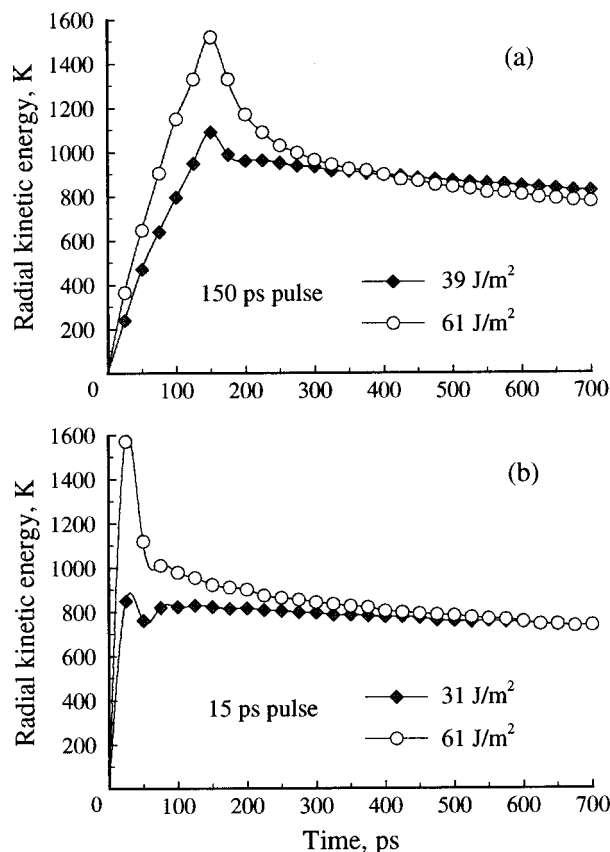 1600
(a)
1400
1200
1000
800
600
400
200
Radial kinetic energy, K
150 ps pulse
39 J/m²
61 J/m²
0 100 200 300 400 500 600 700
1600
(b)
1400
1200
1000
800
600
400
200
Radial kinetic energy, K
15 ps pulse
31 J/m²
61 J/m²
0 100 200 300 400 500 600 700
Time, ps